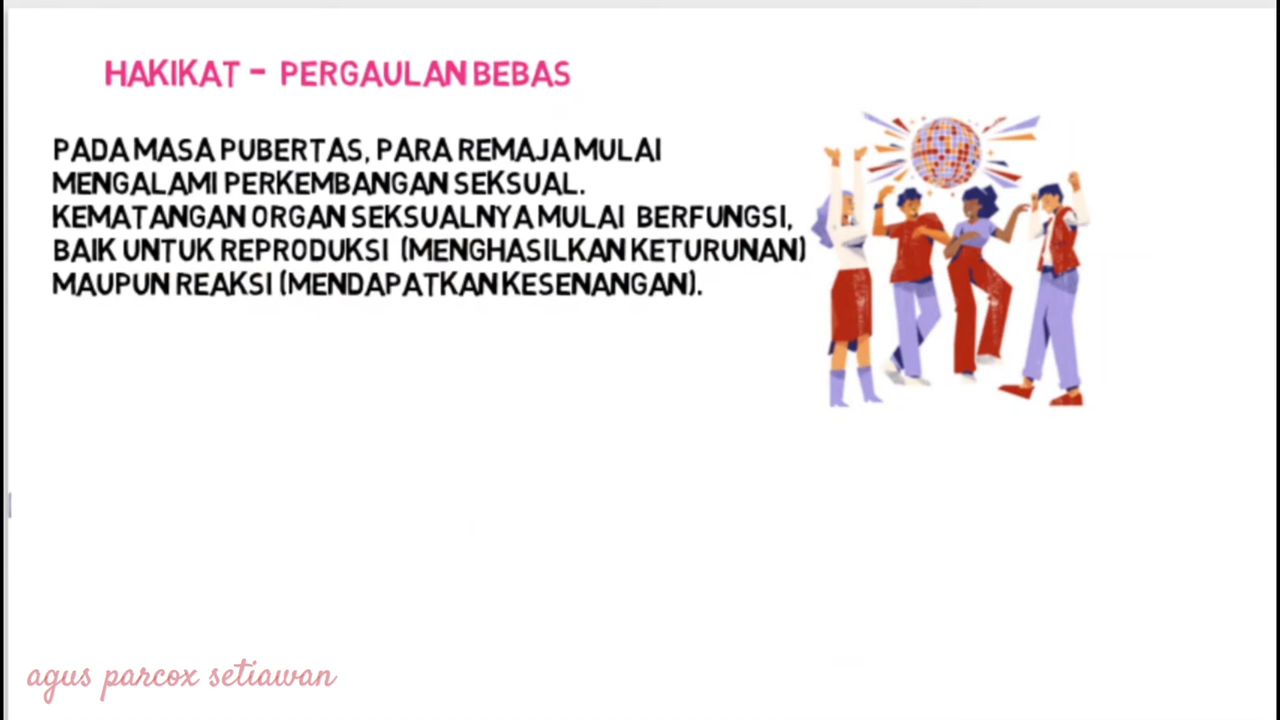 HAKIKAT - PERGAULAN BEBAS
PADA MASA PUBERTAS, PARA REMAJA MULAI
MENGALAMI PERKEMBANGAN SEKSUAL.
KEMATANGAN ORGAN SEKSUALNYA MULAI BERFUNGSI,
BAIK UNTUK REPRODUKSI (MENGHASILKAN KETURUNAN)
MAUPUN REAKSI (MENDAPATKAN KESENANGAN).
agus parcox setiawan